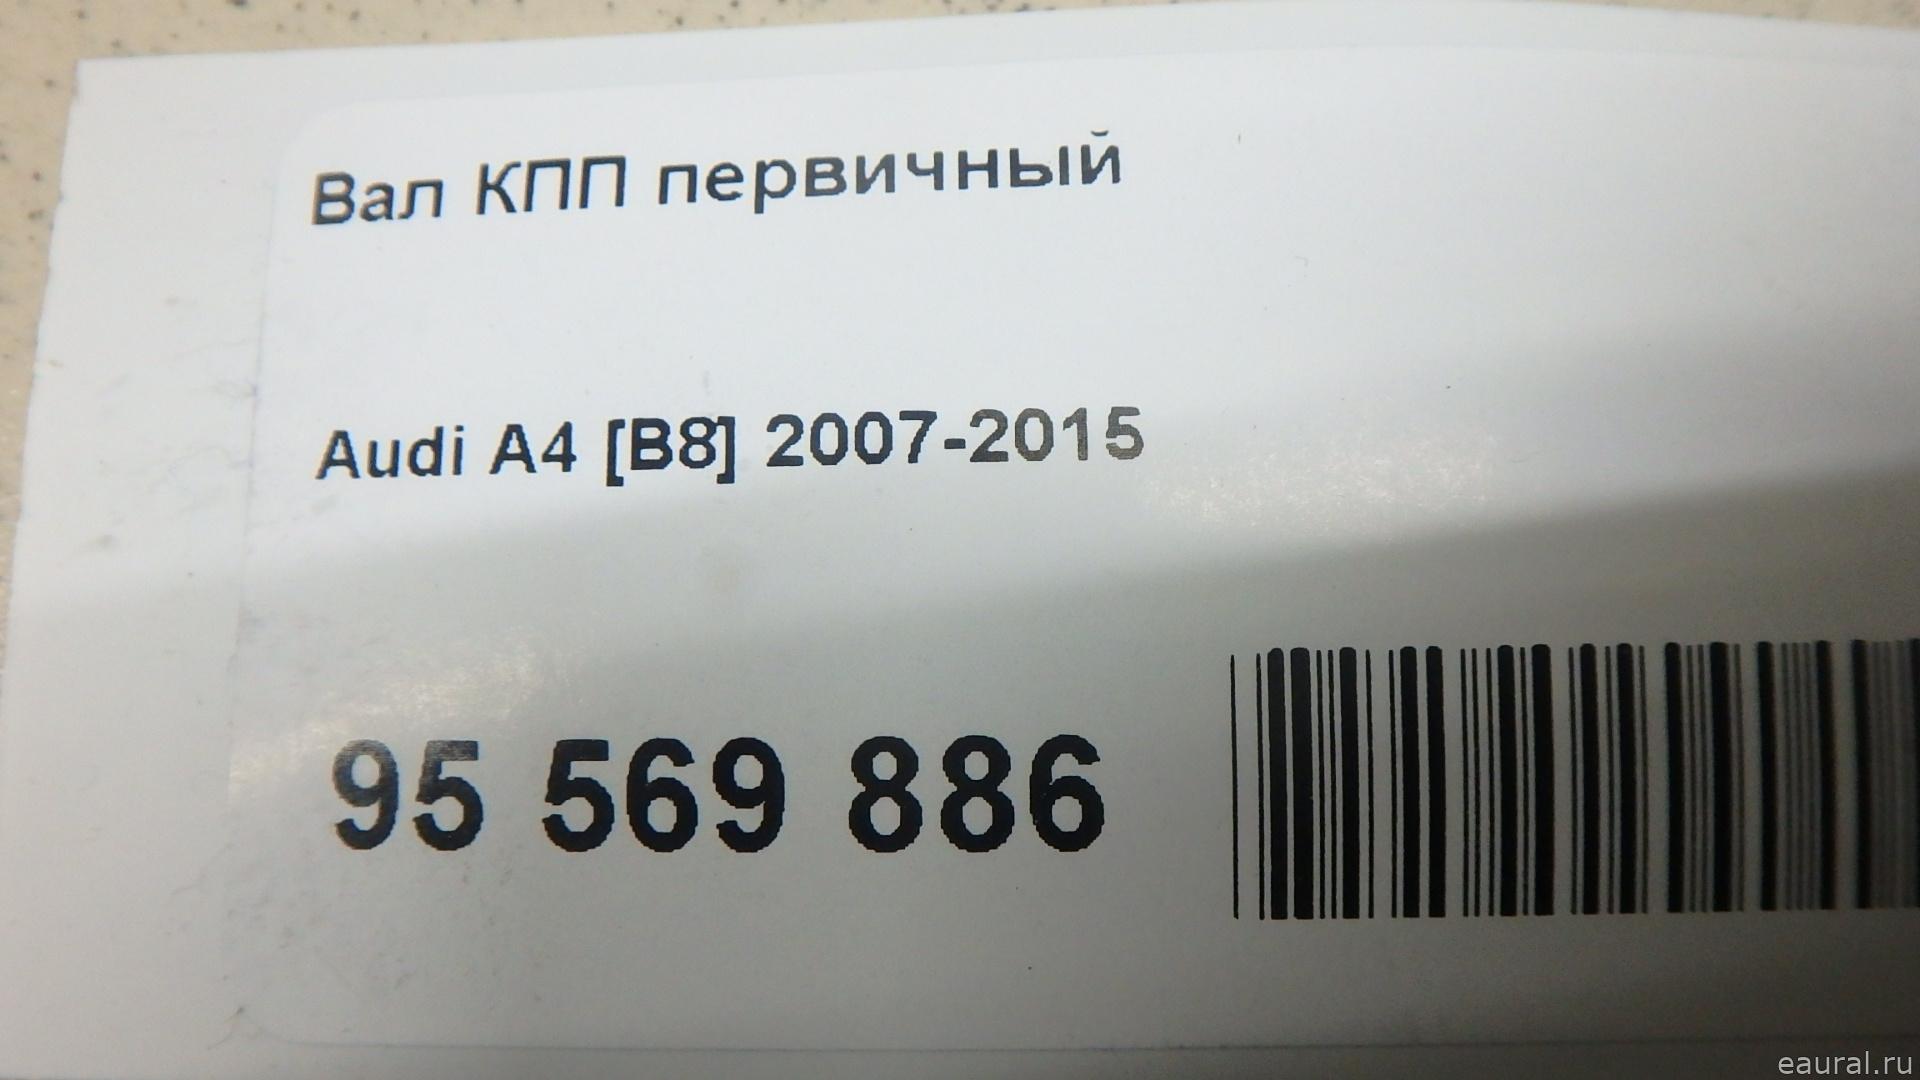 Вал КПП первичный
Audi A4 [B8] 2007-2015
95 569 886
eaural.ru